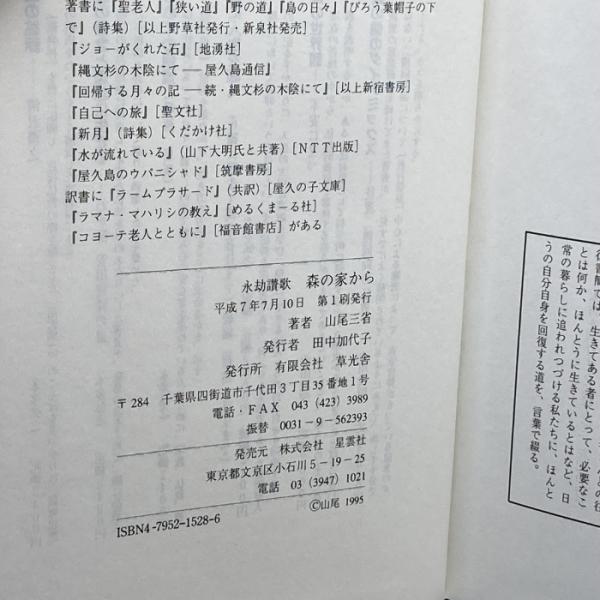 著書に『聖老人』『狭い道』『野の道』『島の日々』『びろう葉帽子の下
で』(詩集)[以上野草社発行・新泉社発売]
『ジョーがくれた石』[地湧社]
『縄文杉の木陰にて―屋久島通信』
『回帰する月々の記―続・縄文杉の木陰にて』[以上新宿書房]
『自己への旅』[聖文社]
『新月』(詩集)[くだかけ社]
『水が流れている』(山下大明氏と共著)[NTT出版]
『屋久島のウパニシャド』[筑摩書房]
訳書に『ラームプラサード』(共訳)[屋久の子文庫]
『ラマナ・マハリシの教え』[めるくまーる社]
『コヨーテ老人とともに』[福音館書店]がある
永劫讃歌 森の家から
平成7年7月10日 第1刷発行
著者 山尾三省
発行者 田中加代子
発行所 有限会社 草光舎
〒284 千葉県四街道市千代田3丁目35番地1号
電話・FAX 043(423)3989
振替 0031-9-562393
発売元 株式会社 星雲社
東京都文京区小石川5-19-25
電話 03(3947)1021
ISBN4-7952-1528-6
©山尾 1995
生きてある者にとって、必要なこ
とは何か、ほんとうに生きているとはなど、日
常の暮らしに追われつづける私たちに、ほんと
うの自分自身を回復する道を、言葉で綴る。